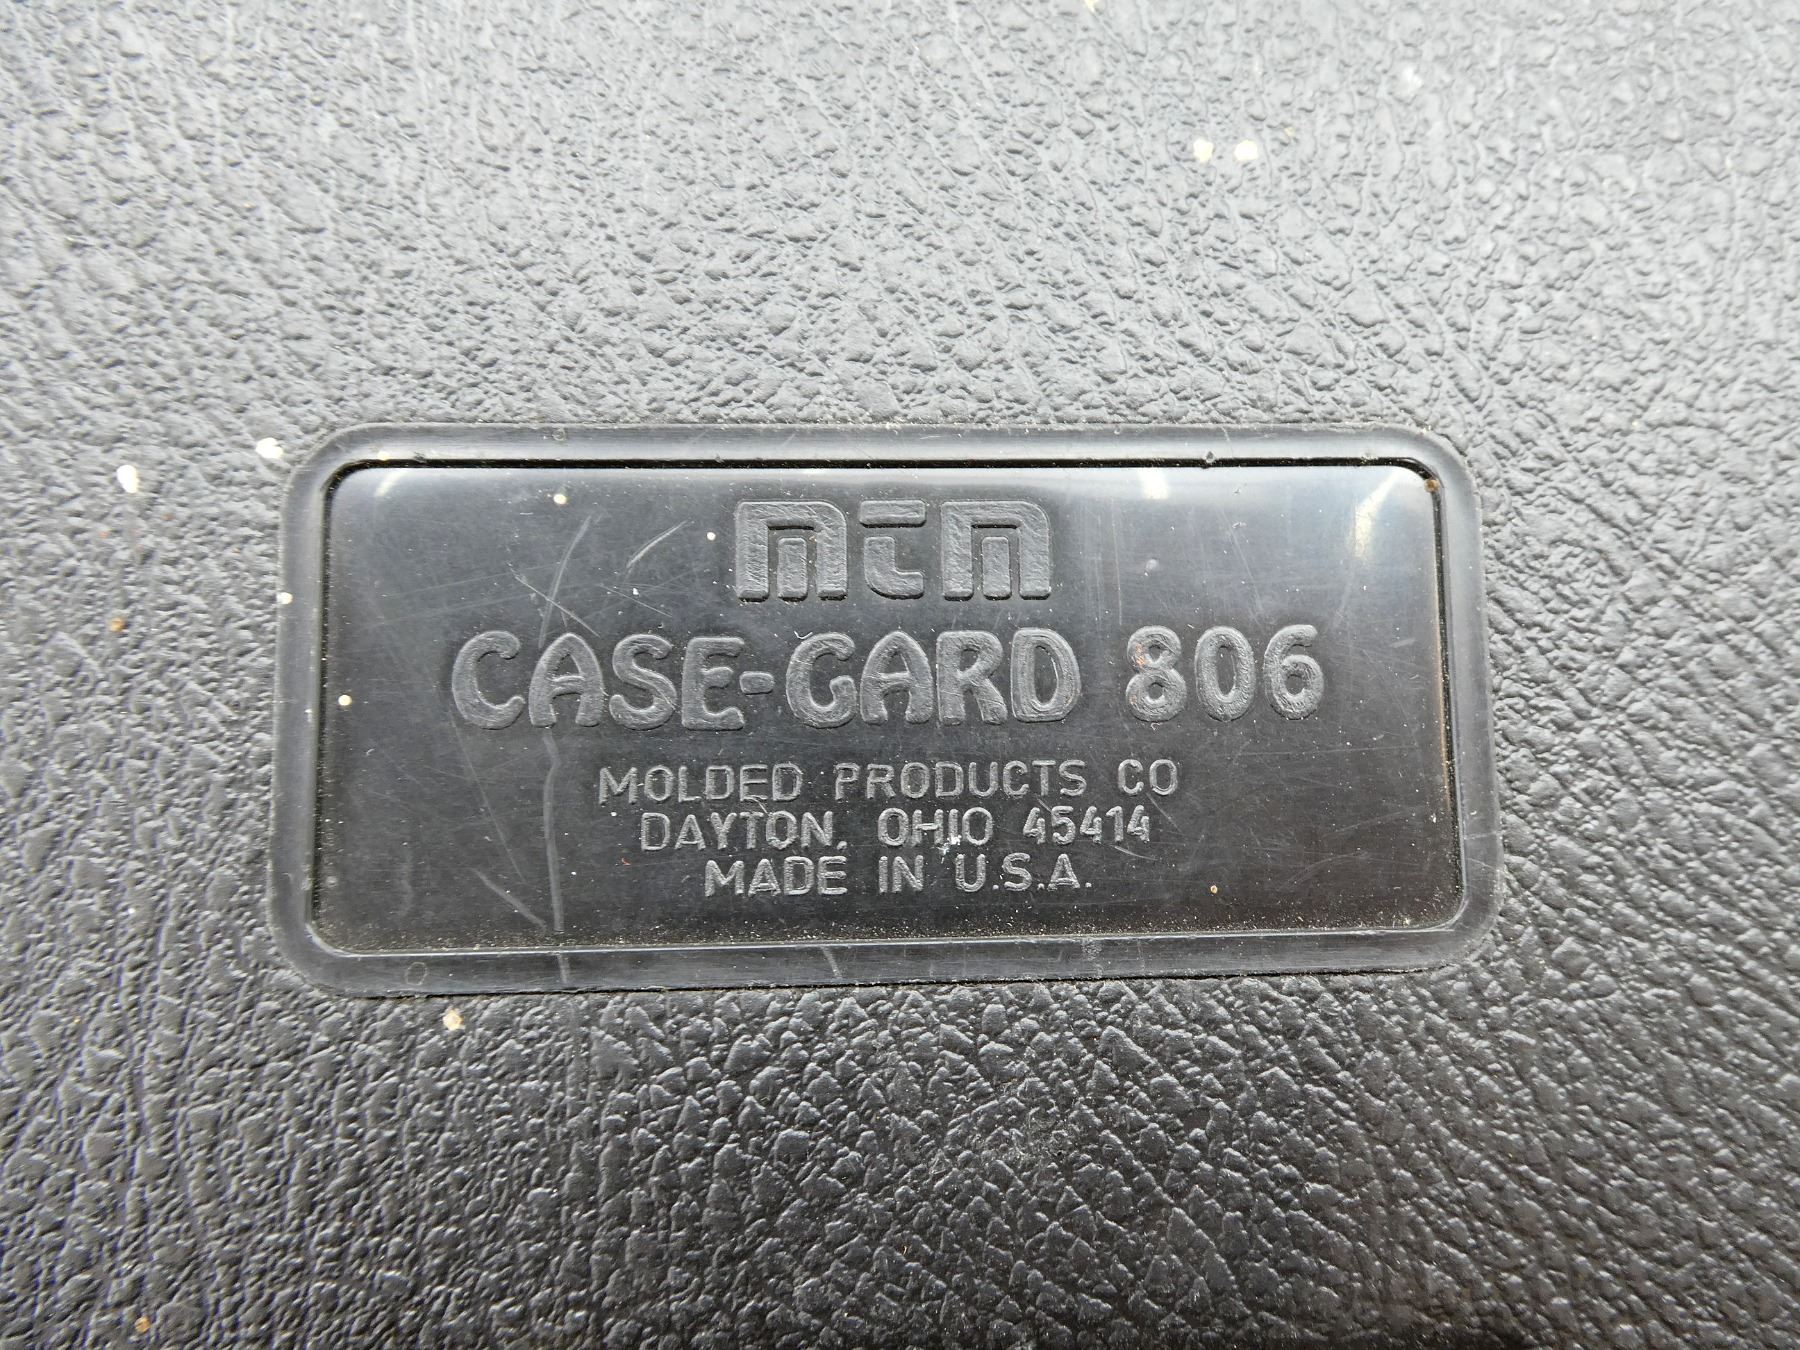 MTM
CASE-GARD 806
MOLDED PRODUCTS CO
DAYTON, OHIO 45414
MADE IN U.S.A.